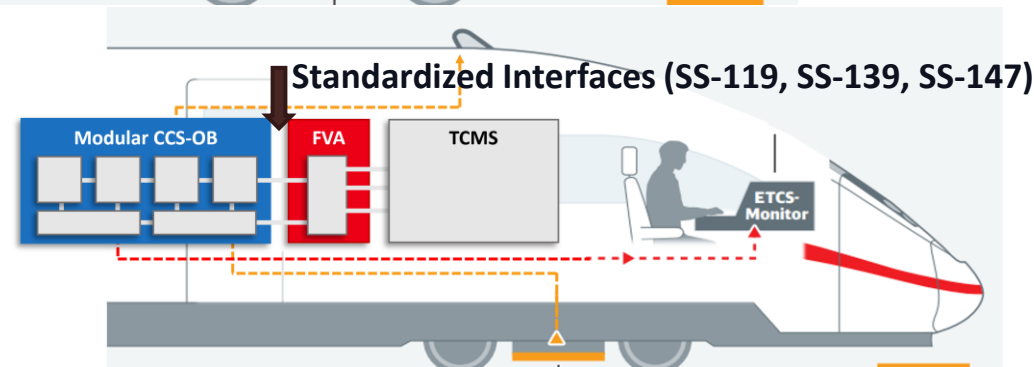 Standardized Interfaces (SS-119, SS-139, SS-147)
Modular CCS-OB
FVA
TCMS
ETCS-
Monitor